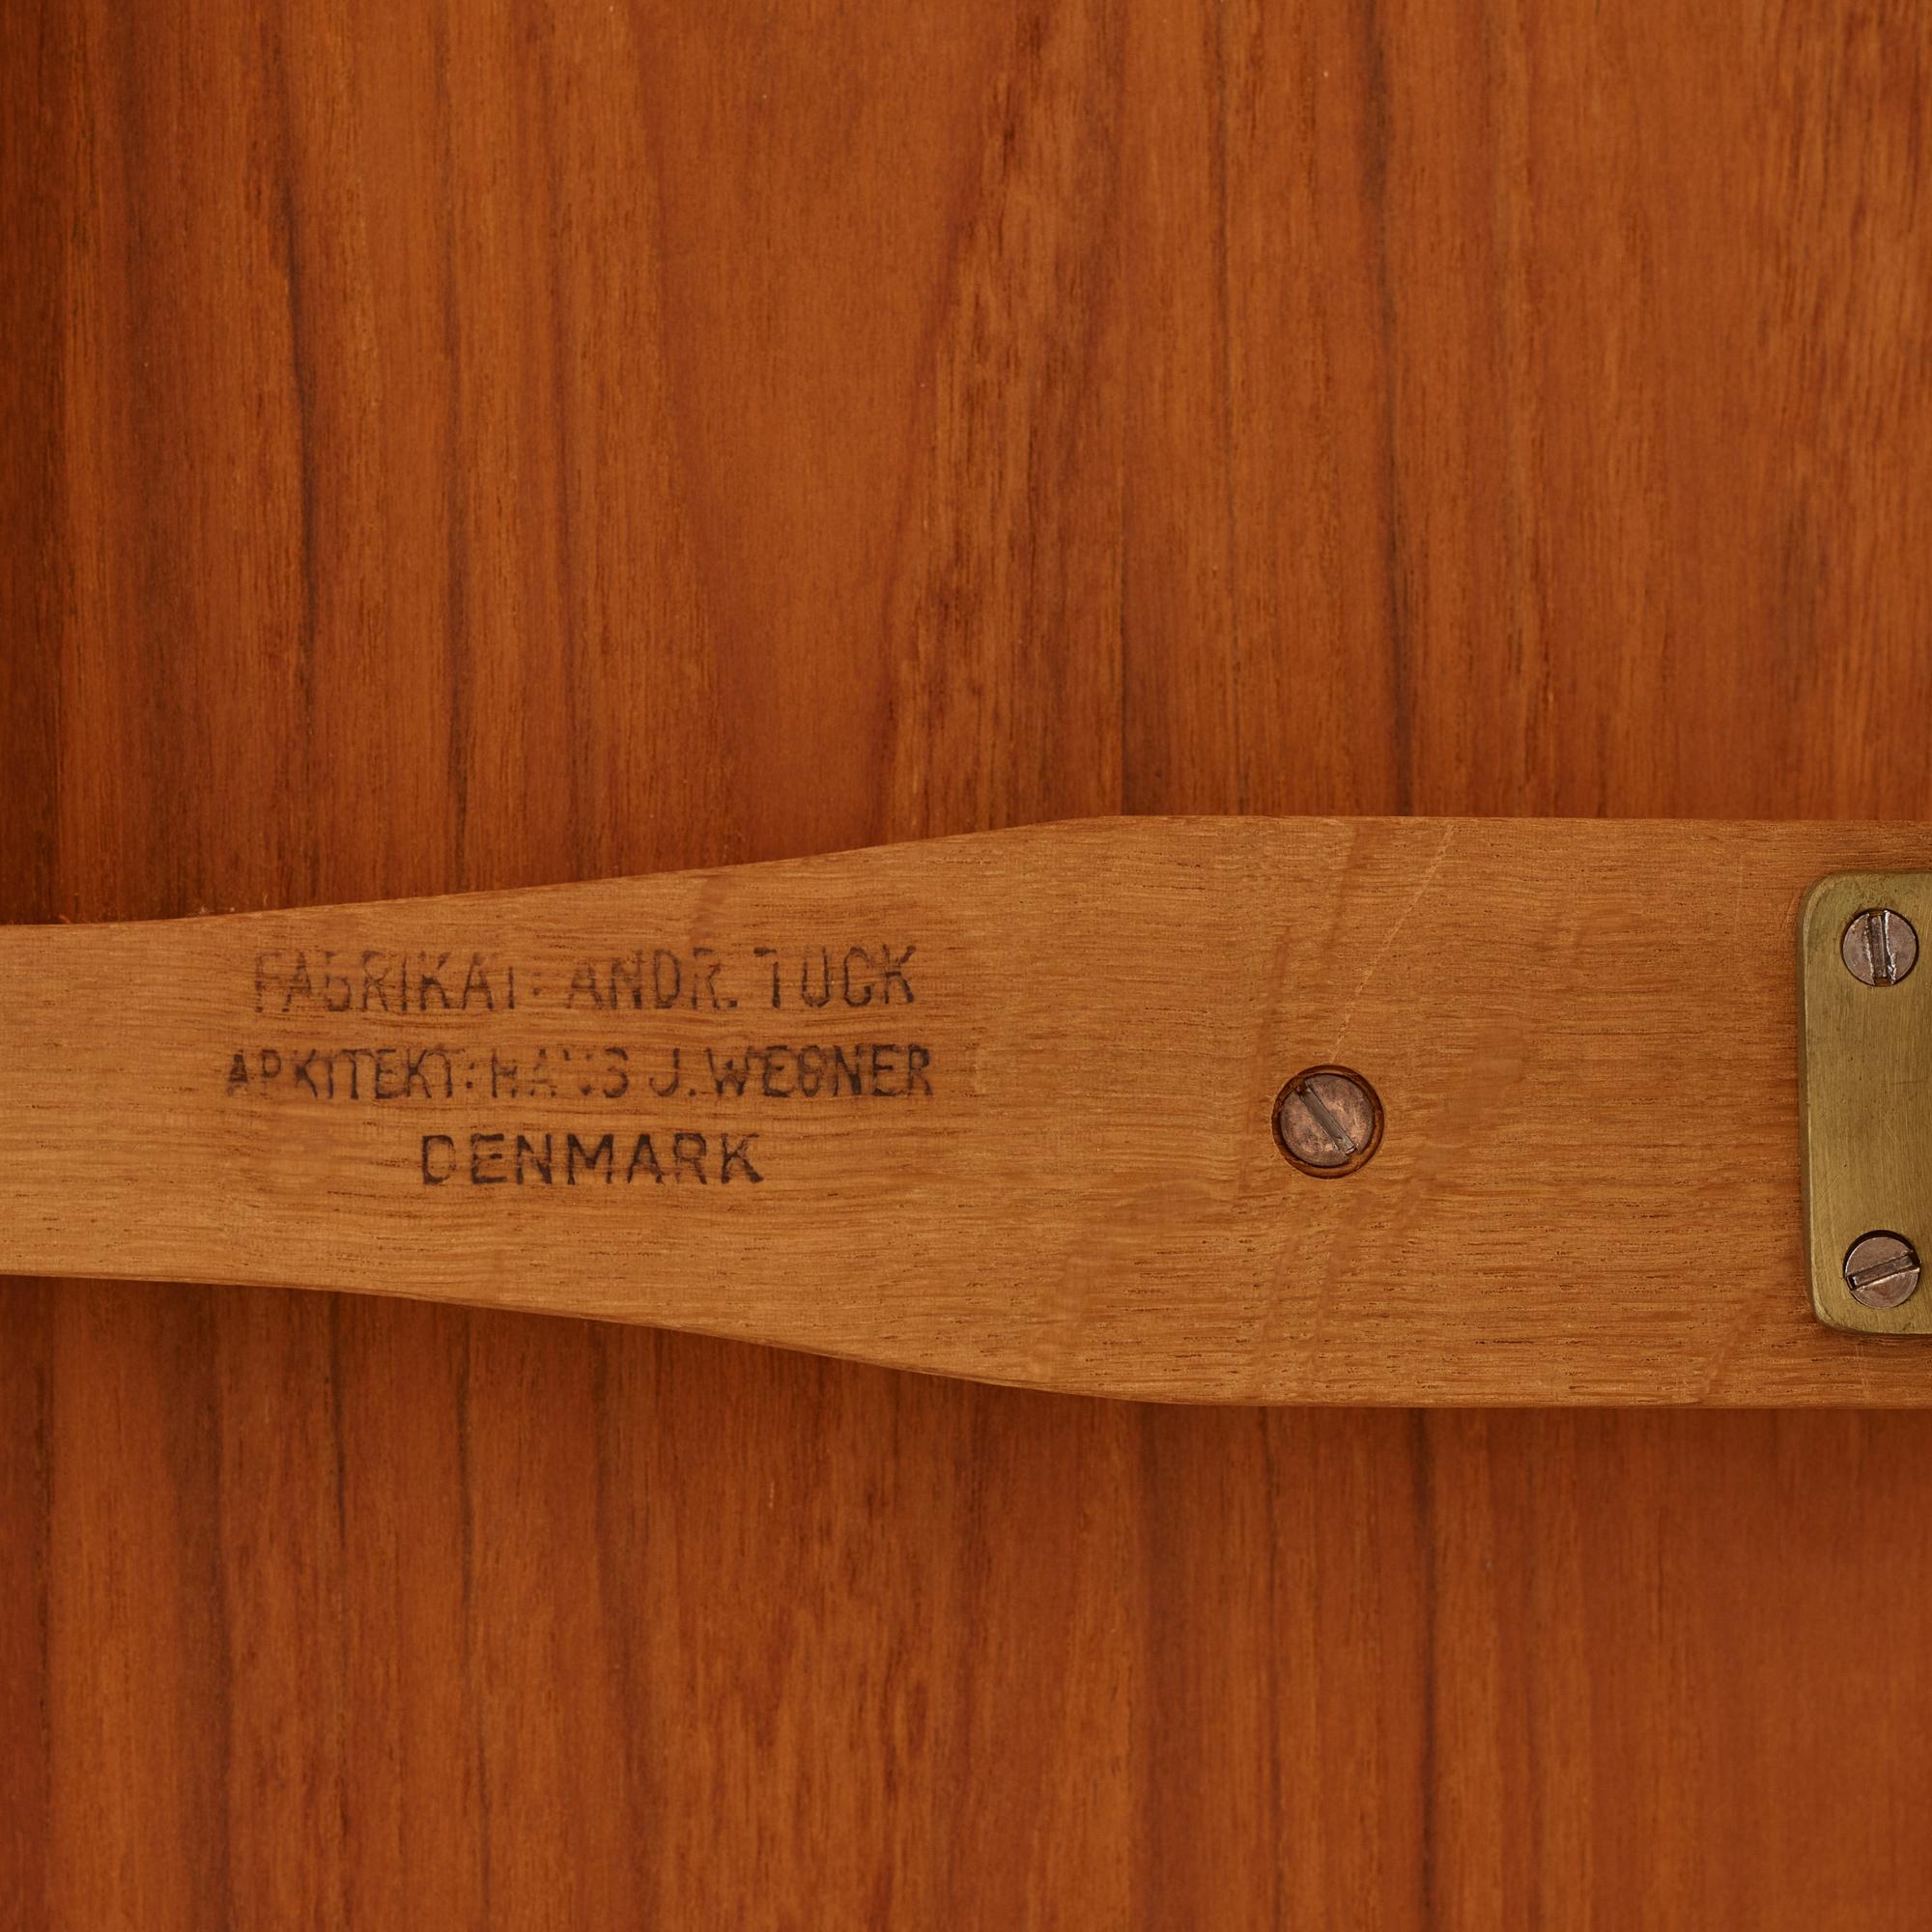 FABRIKAT: ANDR. TUCK
ARKITEKT: HANS J. WEGNER
DENMARK